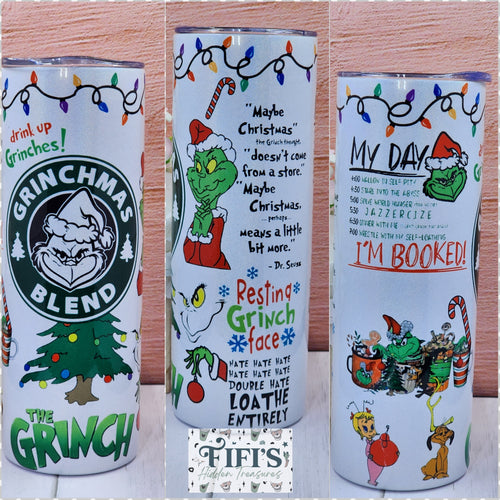 drink up
Grinches!
GRINCHMAS
BLEND
THE
GRINCH
"Maybe
Christmas"
the Grinch thought,
"doesn't come
from a store."
"Maybe
Christmas,
perhaps...
means a little
bit more."
- Dr. Seuss
Resting
Grinch
face
HATE HATE HATE
HATE HATE HATE
DOUBLE HATE
LOATHE
ENTIRELY
MY DAY
4:00 WALLOW IN SELF PITY
4:30 STARE INTO THE ABYSS
5:00 SOLVE WORLD HUNGER
5:30 JAZZERCIZE
6:30 DINNER WITH ME
7:00 WRESTLE WITH MY SELF-LOATHING
I'M BOOKED!
FIFI'S
Hidden Treasures